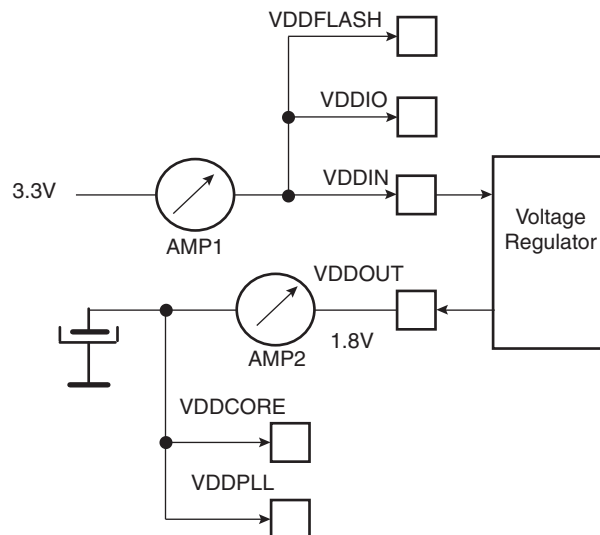 VDDFLASH
VDDIO
VDDIN
3.3V
AMP1
Voltage
Regulator
VDDOUT
1.8V
AMP2
VDDCORE
VDDPLL